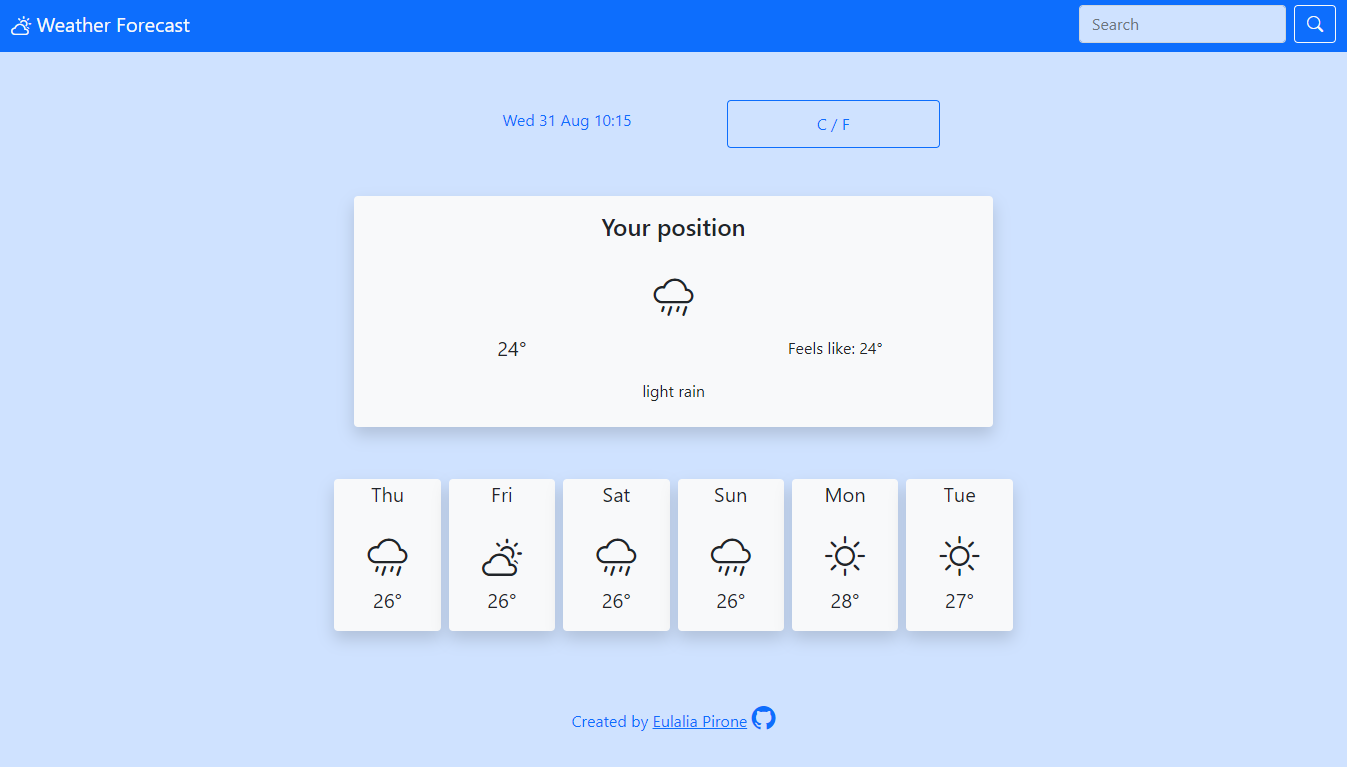 Weather Forecast
Search
Wed 31 Aug 10:15
C / F
Your position
24°
Feels like: 24°
light rain
Thu
Fri
Sat
Sun
Mon
Tue
26°
26°
26°
26°
28°
27°
Created by Eulalia Pirone